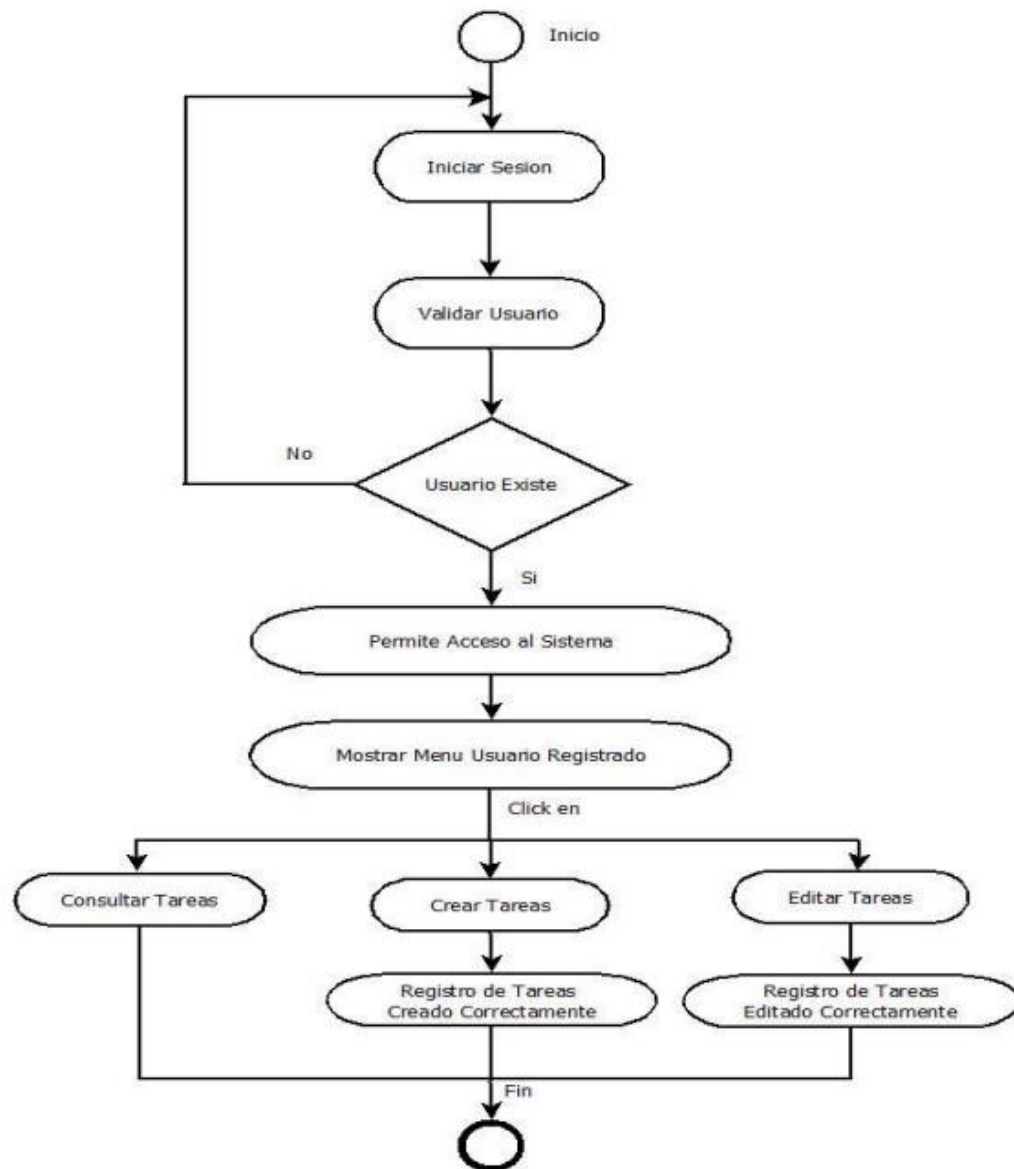 Inicio
Iniciar Sesion
Validar Usuario
No
Usuario Existe
Si
Permite Acceso al Sistema
Mostrar Menu Usuario Registrado
Click en
Consultar Tareas
Crear Tareas
Editar Tareas
Registro de Tareas
Creado Correctamente
Registro de Tareas
Editado Correctamente
Fin